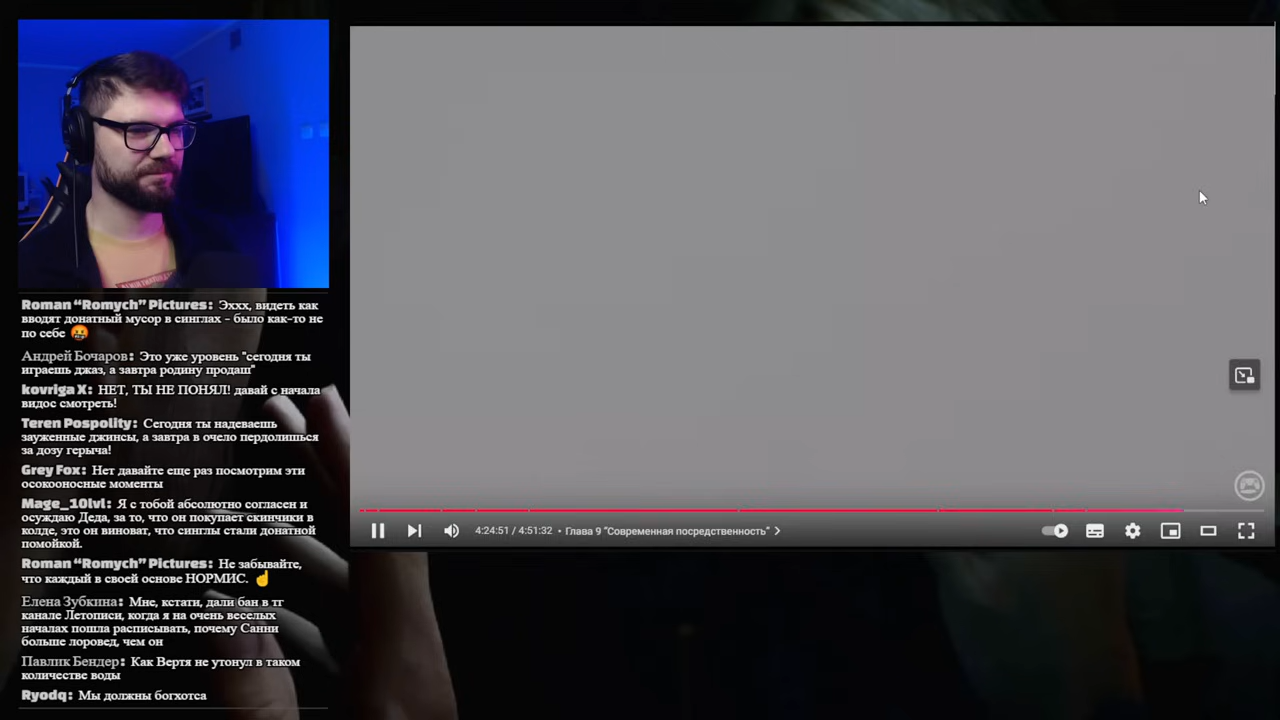 Roman “Romych” Pictures: Эххх, видеть как
вводят донатный мусор в синглах - было как-то не
по себе 🤬
Андрей Бочаров: Это уже уровень "сегодня ты
играешь джаз, а завтра родину продаш"
kovriga X: НЕТ, ТЫ НЕ ПОНЯЛ! давай с начала
видос смотреть!
Teren Pospolity: Сегодня ты надеваешь
зауженные джинсы, а завтра в очело пердолишься
за дозу герыча!
Grey Fox: Нет давайте еще раз посмотрим эти
осокооносные моменты
Mage_10lvl: Я с тобой абсолютно согласен и
осуждаю Деда, за то, что он покупает скинчики в
колде, это он виноват, что синглы стали донатной
помойкой.
Roman “Romych” Pictures: Не забывайте,
что каждый в своей основе НОРМИС. ☝
Елена Зубкина: Мне, кстати, дали бан в тг
канале Летописи, когда я на очень веселых
началах пошла расписывать, почему Санни
больше лоровед, чем он
Павлик Бендер: Как Вертя не утонул в таком
количестве воды
Ryodq: Мы должны богхотса
4:24:51 / 4:51:32 • Глава 9 “Современная посредственность” >